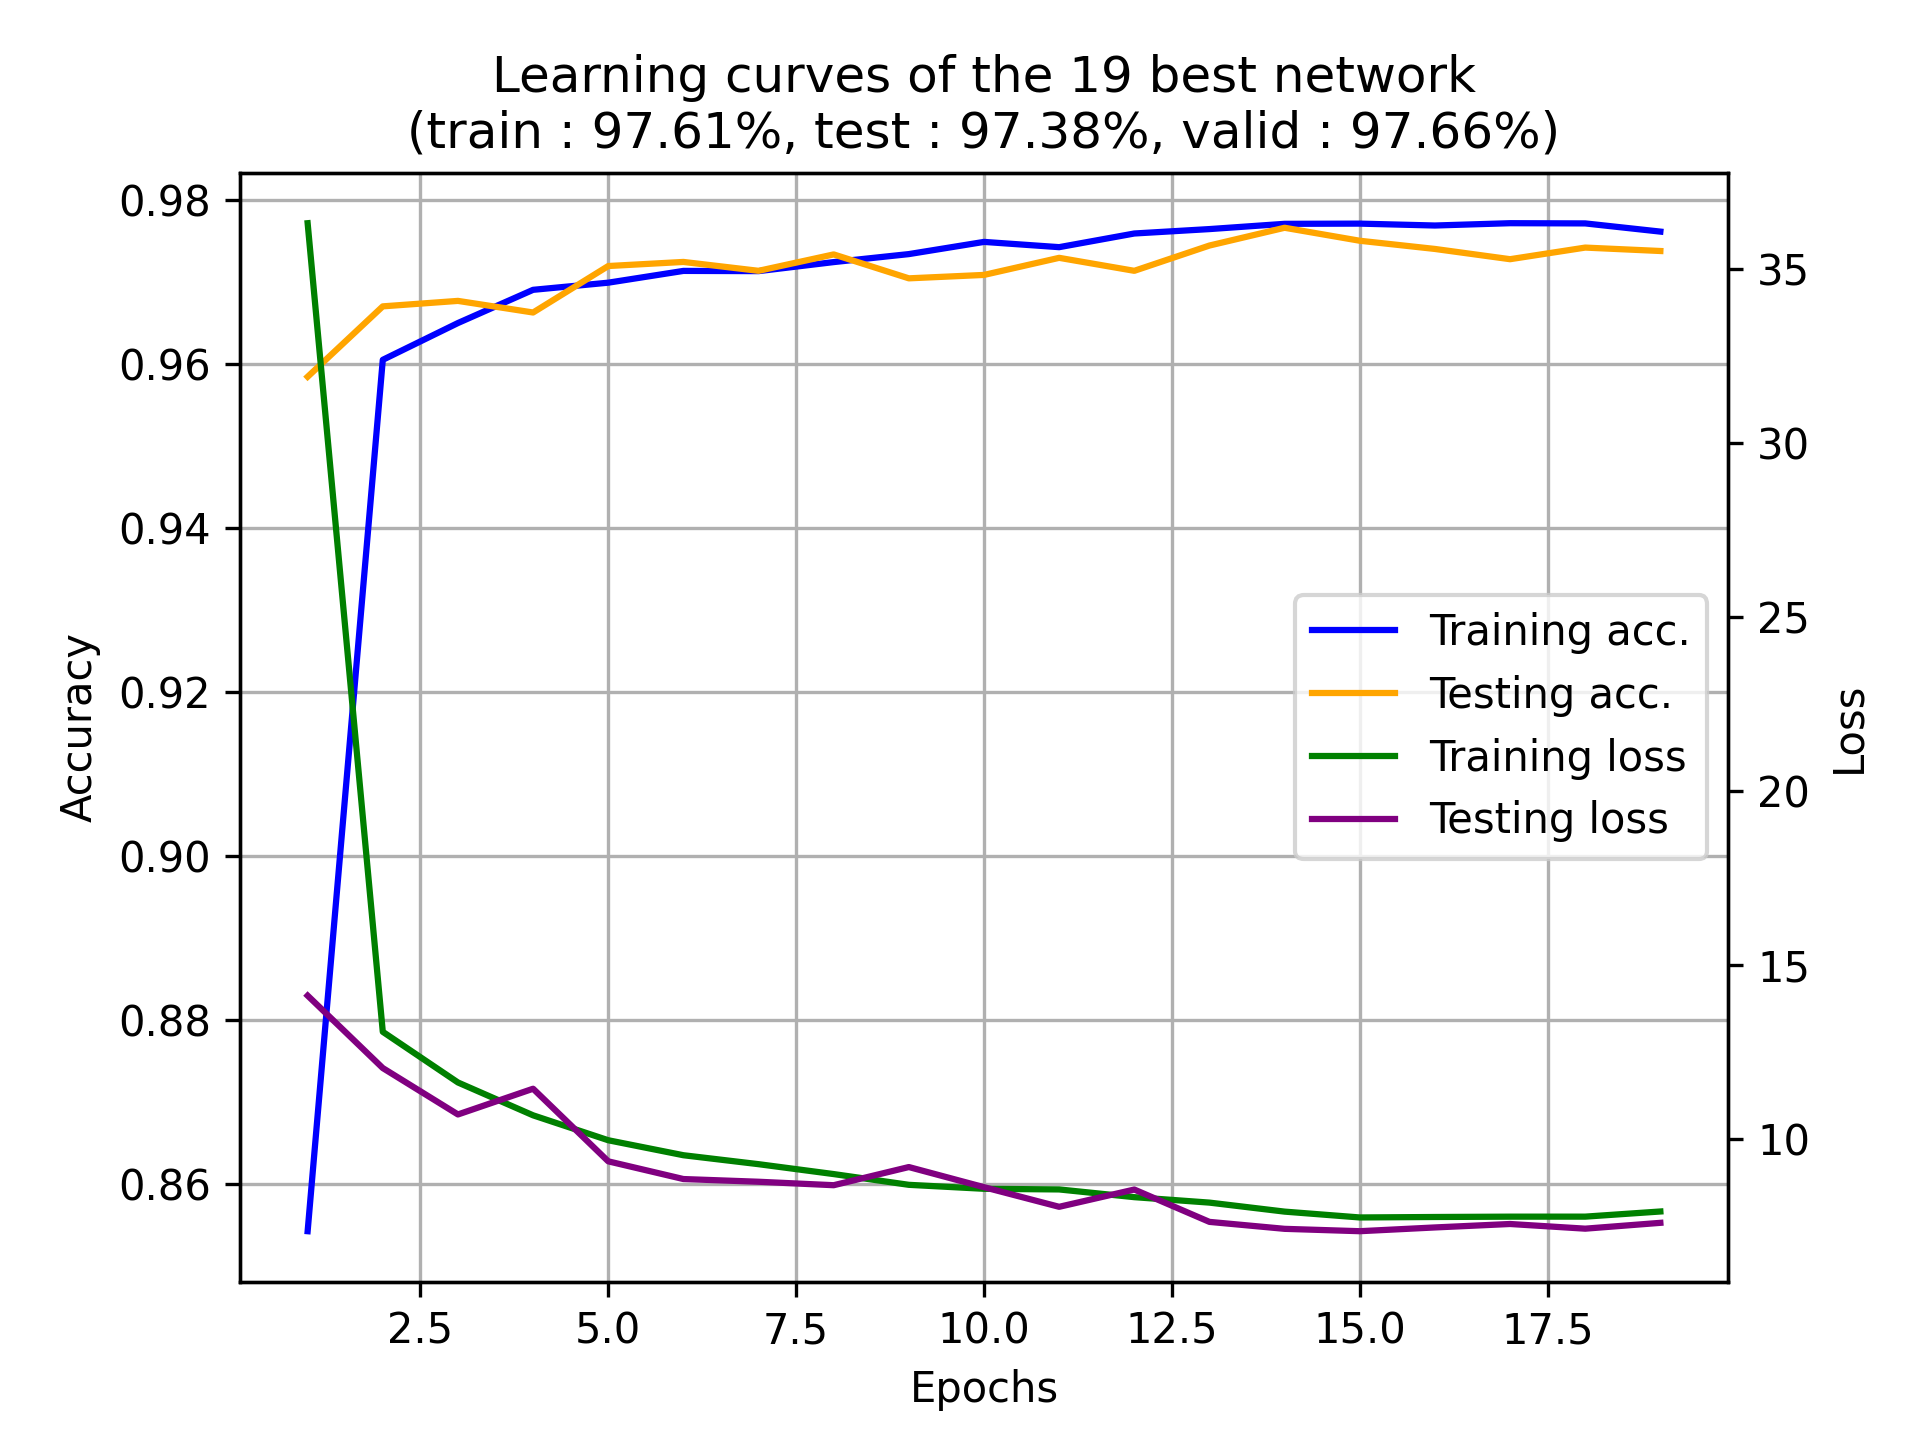 Learning curves of the 19 best network
(train : 97.61%, test : 97.38%, valid : 97.66%)
0.98
0.96
0.94
0.92
0.90
0.88
0.86
Accuracy
35
30
25
20
15
10
Loss
Training acc.
Testing acc.
Training loss
Testing loss
2.5 5.0 7.5 10.0 12.5 15.0 17.5
Epochs